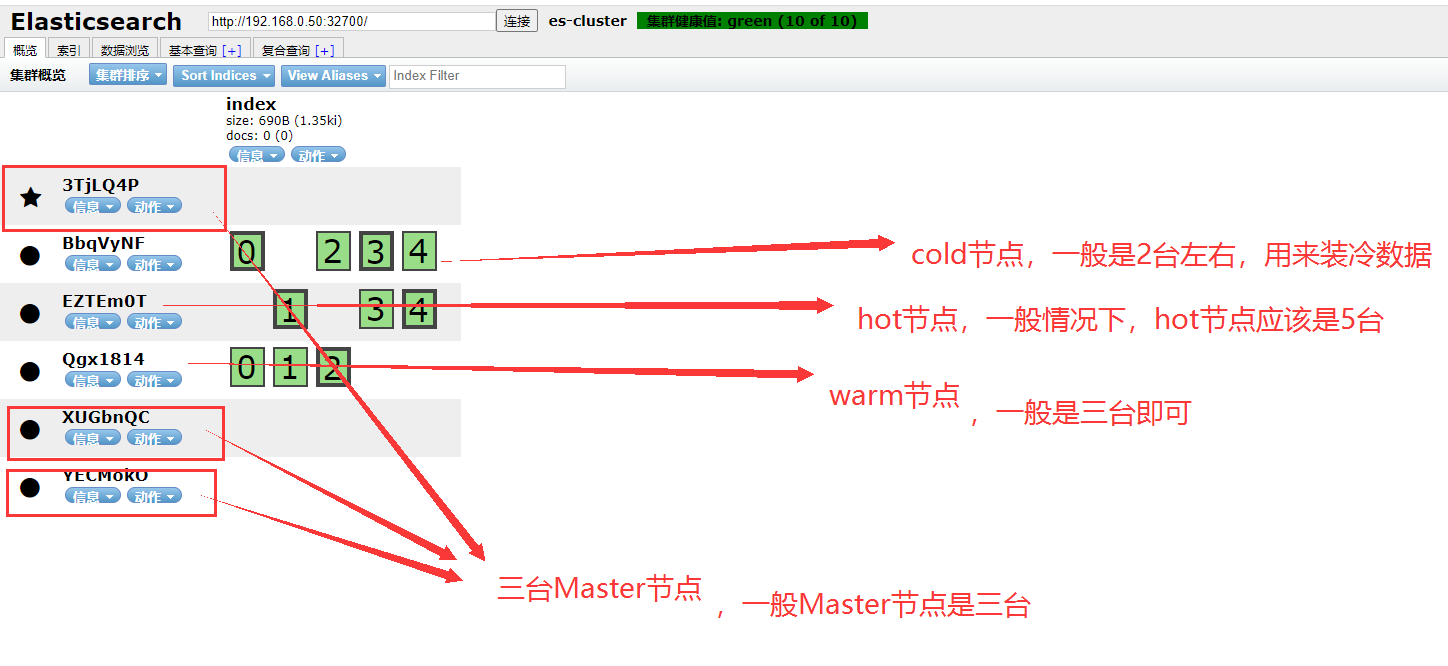 Elasticsearch http://192.168.0.50:32700/ 连接 es-cluster 集群健康值: green (10 of 10)
概览 索引 数据浏览 基本查询 [+] 复合查询 [+]
集群概览 集群排序 Sort Indices View Aliases Index Filter
index
size: 690B (1.35ki)
docs: 0 (0)
信息 动作
3TjLQ4P
信息 动作
BbqVyNF
信息 动作
0 2 3 4
cold节点，一般是2台左右，用来装冷数据
EZTEm0T
信息 动作
1 3 4
hot节点，一般情况下，hot节点应该是5台
Qgx1814
信息 动作
0 1 2
warm节点，一般是三台即可
XUGbnQC
信息 动作
YECMokO
信息 动作
三台Master节点，一般Master节点是三台